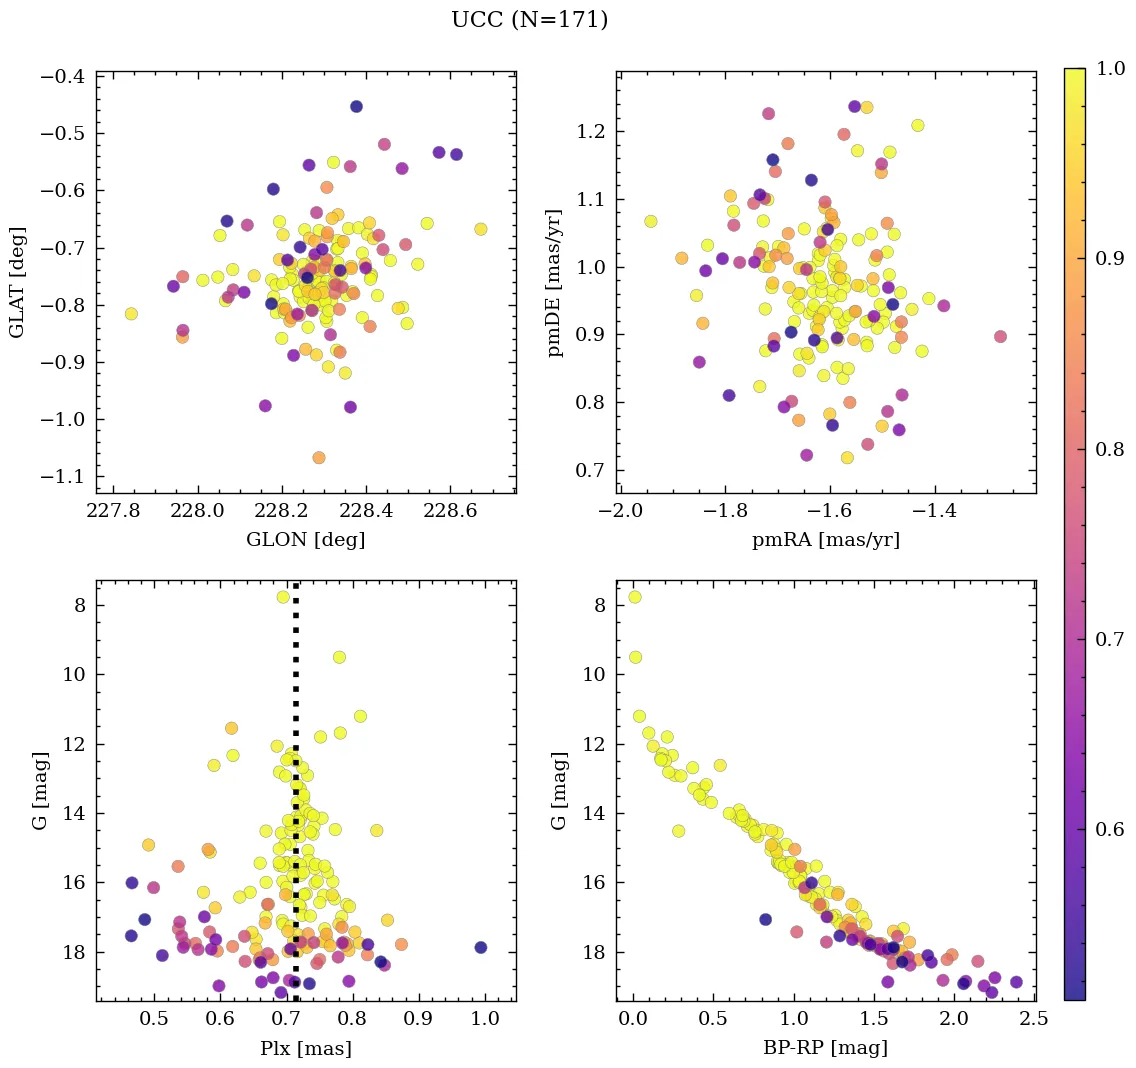 UCC (N=171)
−0.4
−0.5
−0.6
−0.7
−0.8
−0.9
−1.0
−1.1
GLAT [deg]
227.8 228.0 228.2 228.4 228.6
GLON [deg]
1.2
1.1
1.0
0.9
0.8
0.7
pmDE [mas/yr]
−2.0 −1.8 −1.6 −1.4
pmRA [mas/yr]
8
10
12
14
16
18
G [mag]
0.5 0.6 0.7 0.8 0.9 1.0
Plx [mas]
8
10
12
14
16
18
G [mag]
0.0 0.5 1.0 1.5 2.0 2.5
BP-RP [mag]
1.0
0.9
0.8
0.7
0.6